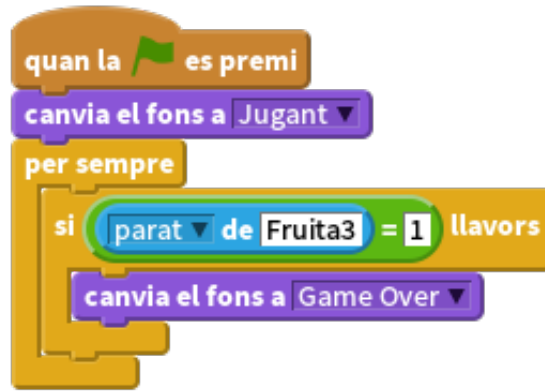 quan la es premi
canvia el fons a Jugant
per sempre
si parat de Fruita3 = 1 llavors
canvia el fons a Game Over